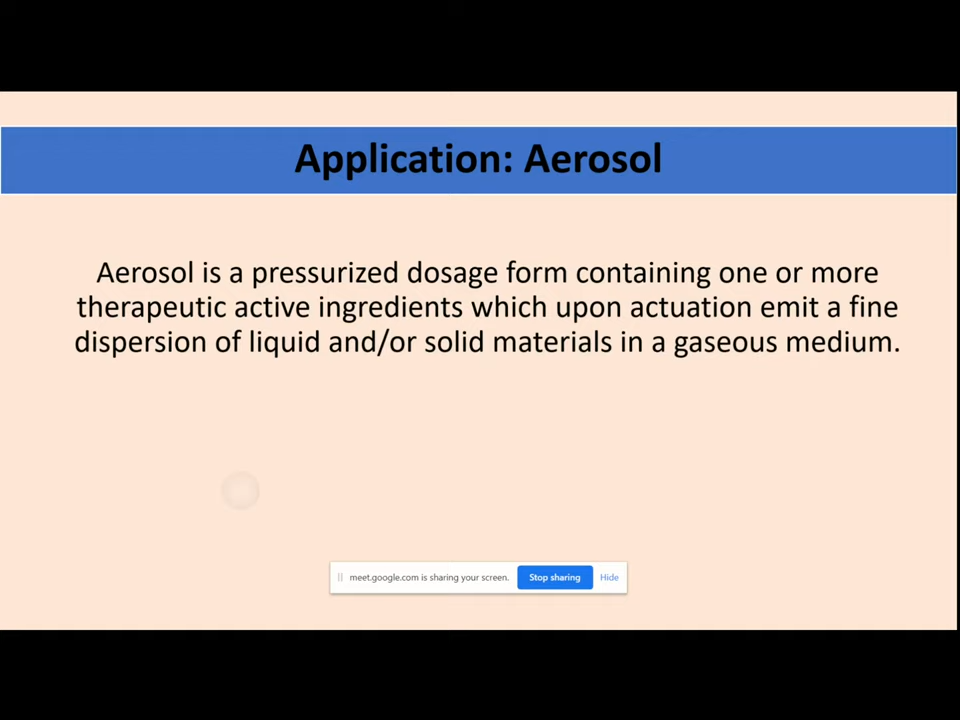 Application: Aerosol
Aerosol is a pressurized dosage form containing one or more
therapeutic active ingredients which upon actuation emit a fine
dispersion of liquid and/or solid materials in a gaseous medium.
meet.google.com is sharing your screen. Stop sharing Hide